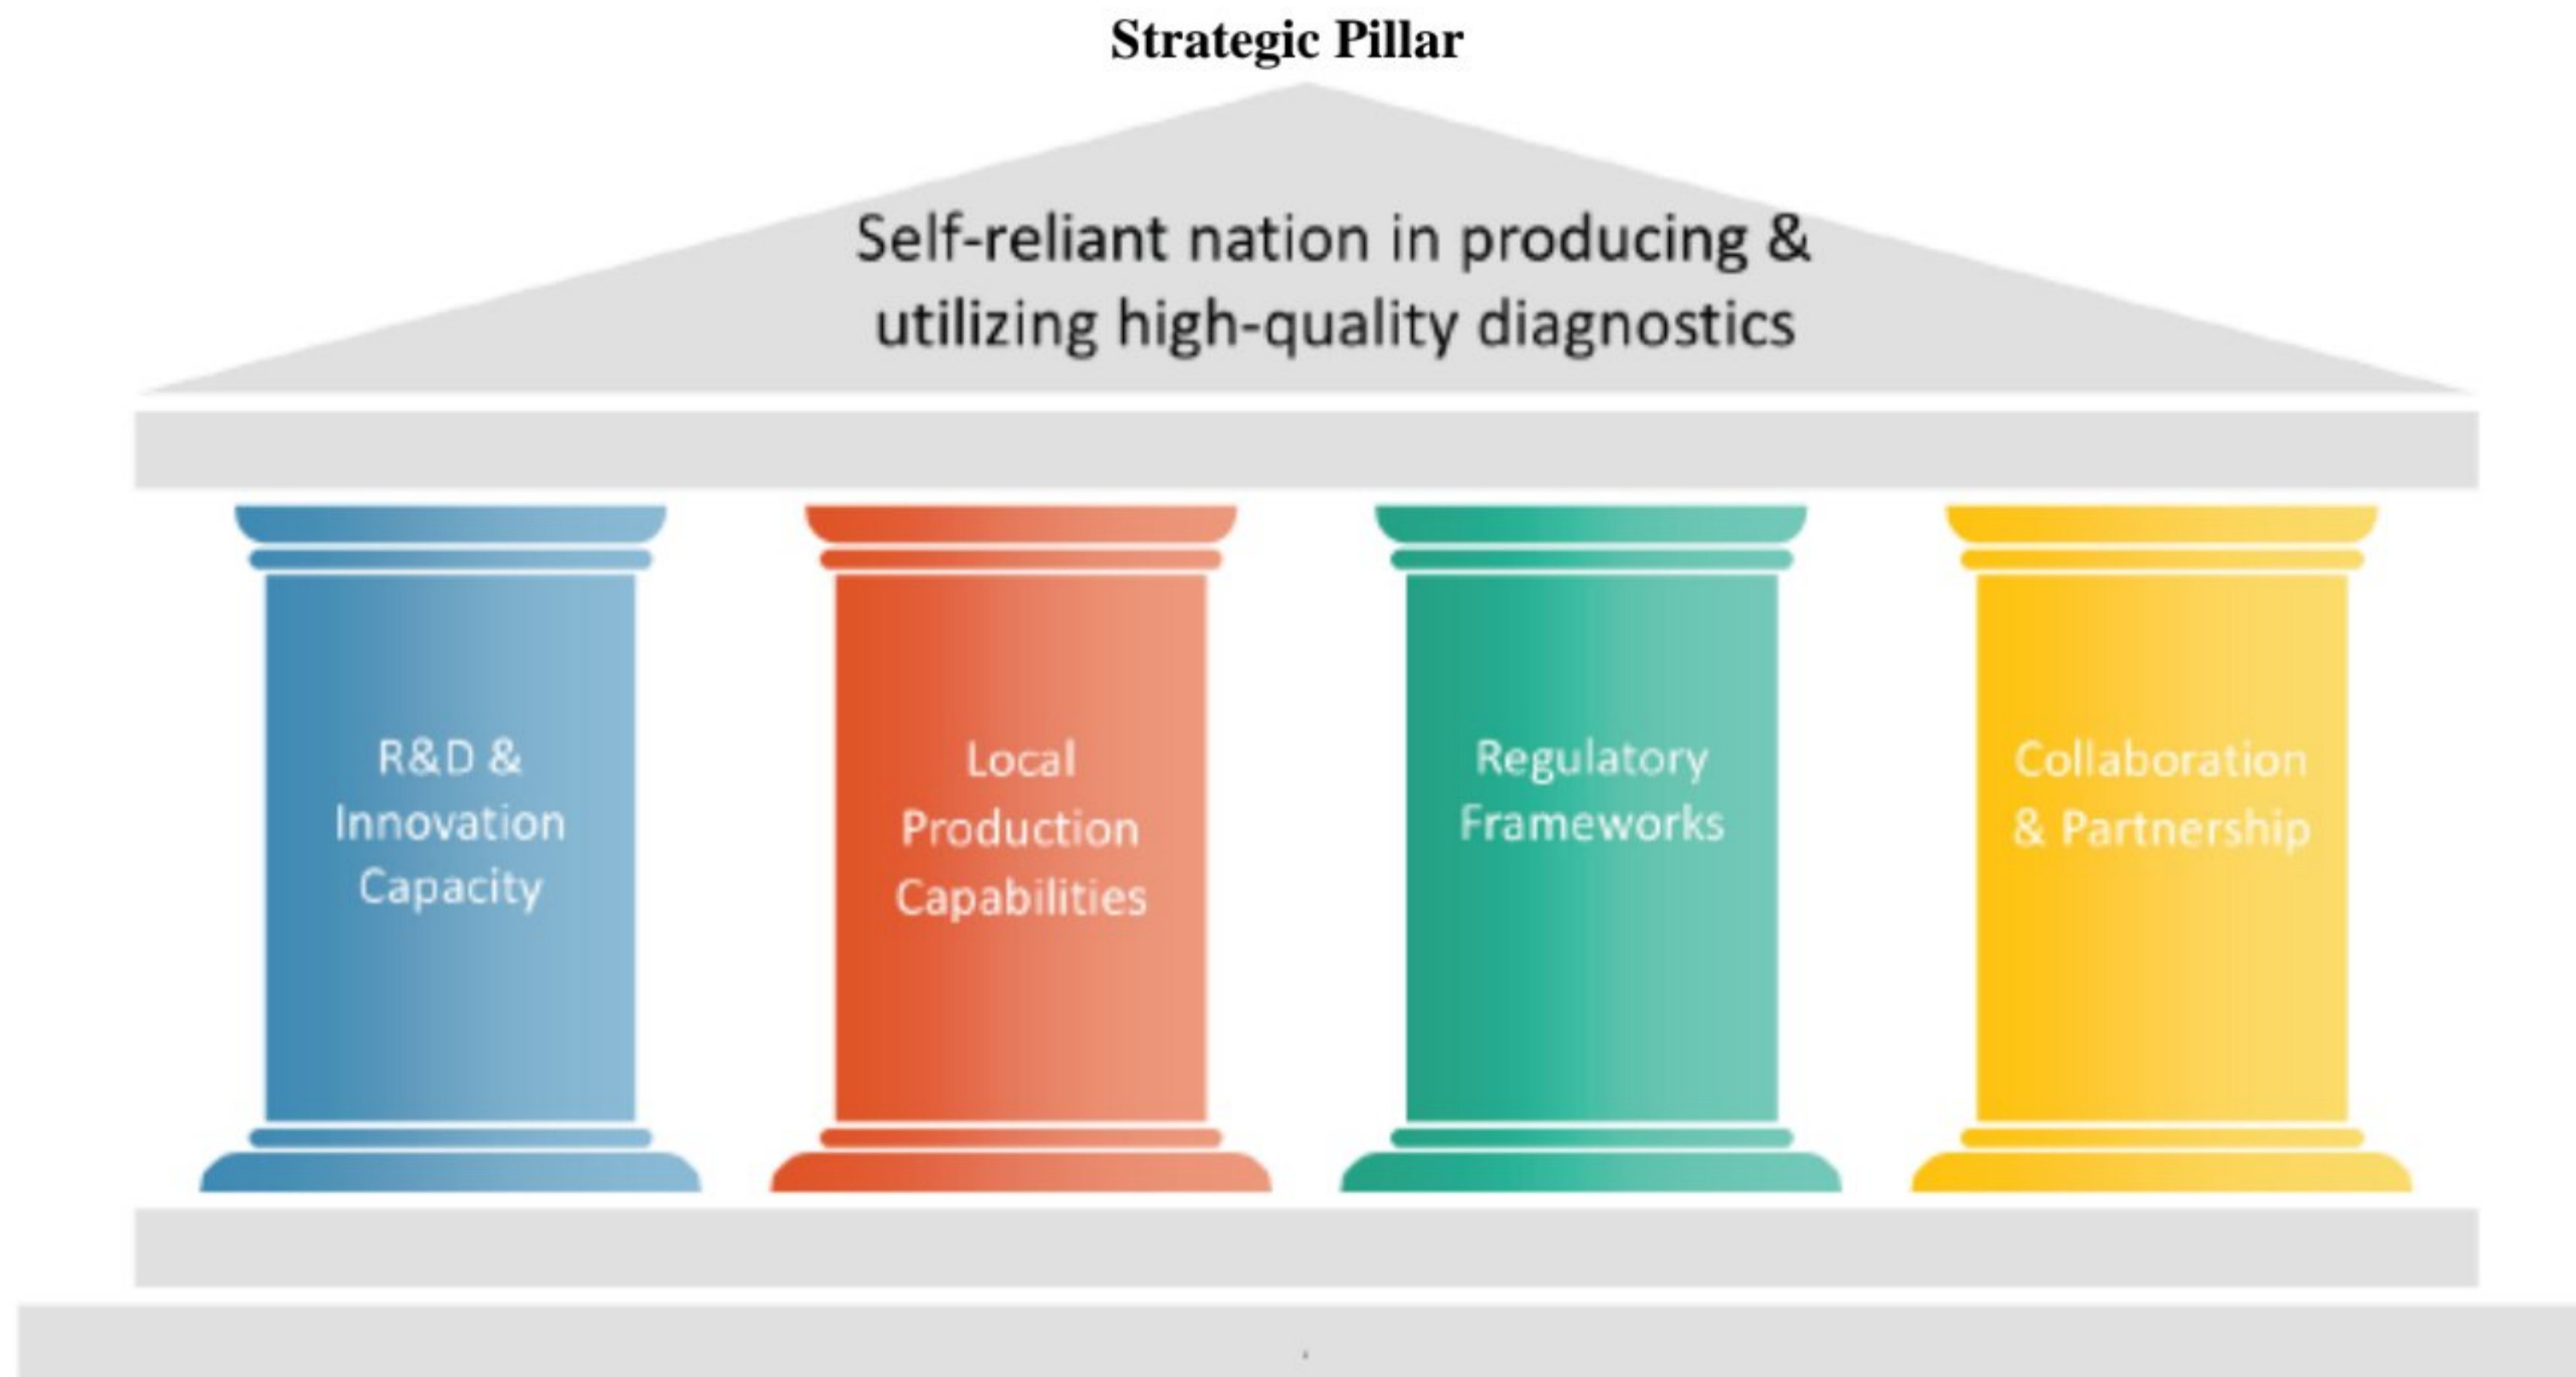 Strategic Pillar
Self-reliant nation in producing &
utilizing high-quality diagnostics
R&D &
Innovation
Capacity
Local
Production
Capabilities
Regulatory
Frameworks
Collaboration
& Partnership